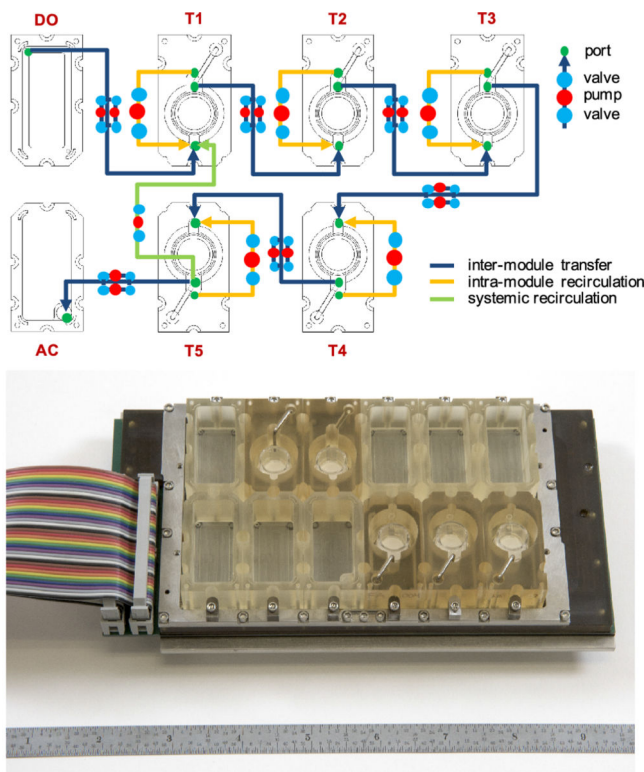 DO T1 T2 T3
port
valve
pump
valve
inter-module transfer
intra-module recirculation
systemic recirculation
AC T5 T4
1 2 3 4 5 6 7 8 9